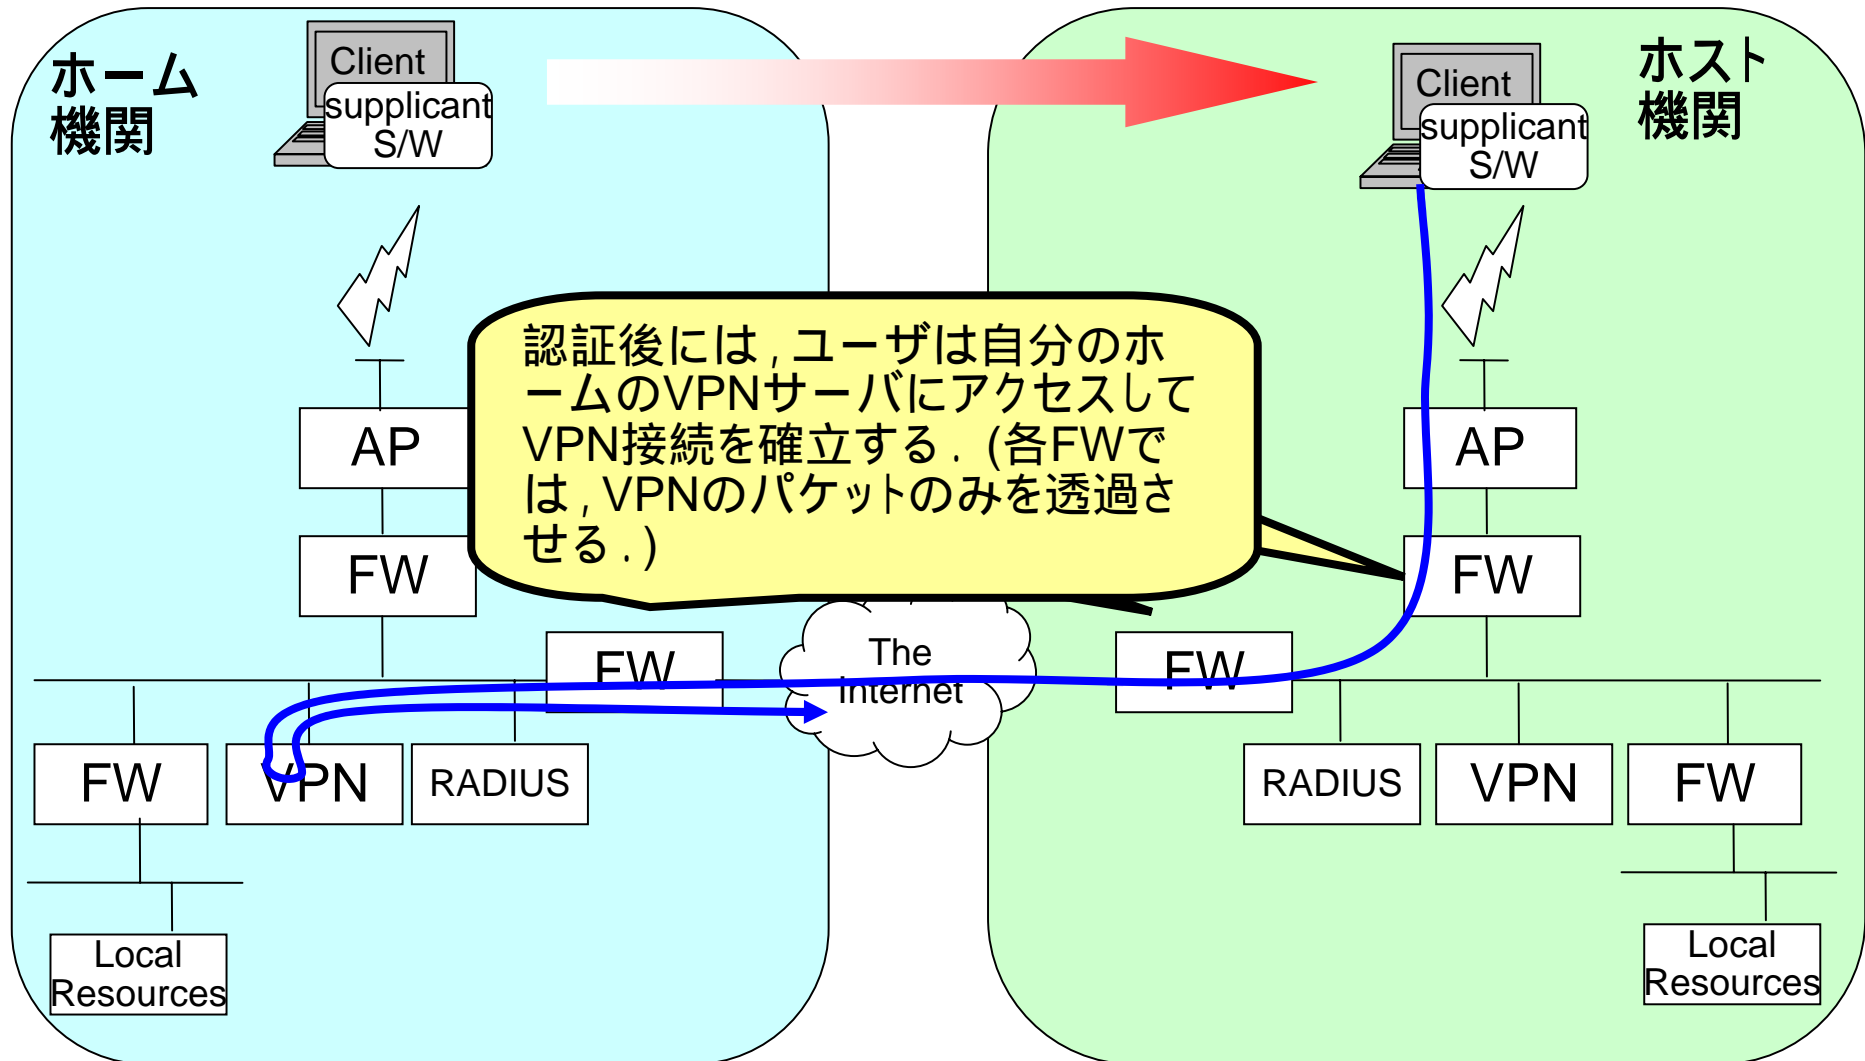 ホーム
機関
Client
supplicant
S/W
Client
supplicant
S/W
ホスト
機関
認証後には,ユーザは自分のホ
ームのVPNサーバにアクセスして
VPN接続を確立する.(各FWで
は,VPNのパケットのみを透過さ
せる.)
AP
FW
FW
The
Internet
FW
AP
FW
FW
VPN
RADIUS
RADIUS
VPN
FW
Local
Resources
Local
Resources